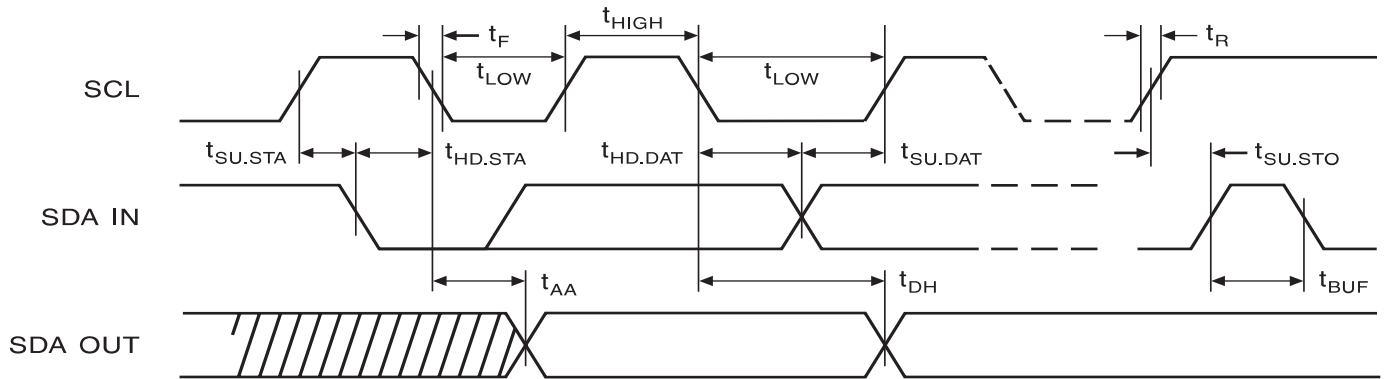 tF
tHIGH
tR
tLOW
tLOW
SCL
tSU.STA
tHD.STA
tHD.DAT
tSU.DAT
tSU.STO
SDA IN
tAA
tDH
tBUF
SDA OUT